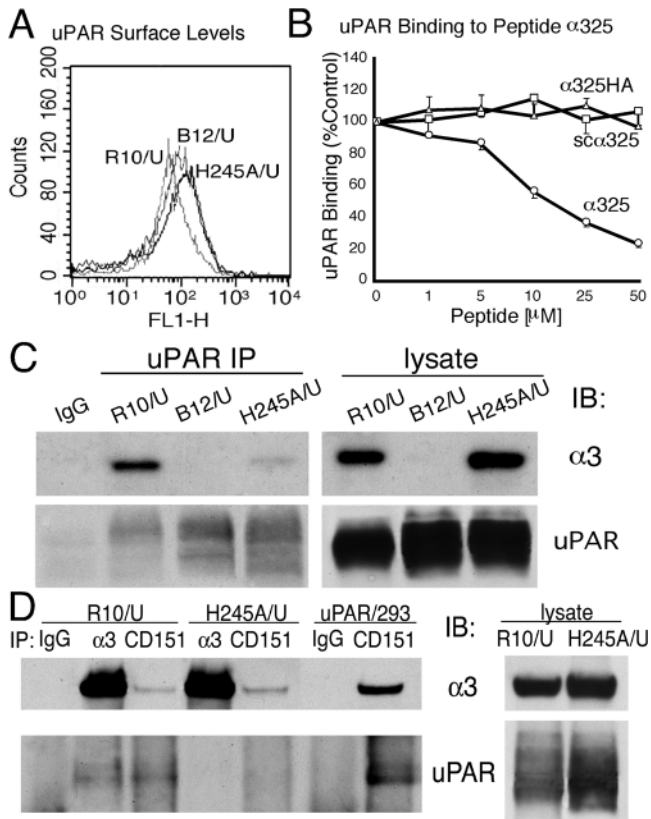 A uPAR Surface Levels
200
160
120
80
40
0
Counts
R10/U
B12/U
H245A/U
10⁰ 10¹ 10² 10³ 10⁴
FL1-H
B uPAR Binding to Peptide α325
140
120
100
80
60
40
20
0
uPAR Binding (%Control)
α325HA
scα325
α325
0 1 5 10 25 50
Peptide [μM]
C uPAR IP lysate
IgG R10/U B12/U H245A/U R10/U B12/U H245A/U IB:
α3
uPAR
D R10/U H245A/U uPAR/293 IB: lysate
IP: IgG α3 CD151 α3 CD151 IgG CD151 R10/U H245A/U
α3
uPAR